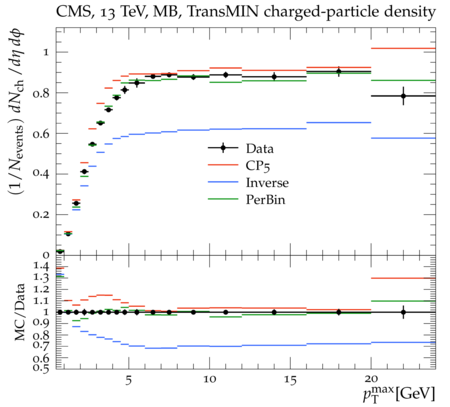 CMS, 13 TeV, MB, TransMIN charged-particle density
(1/N_events) dN_ch/dη dϕ
1
0.8
0.6
0.4
0.2
0
Data
CP5
Inverse
PerBin
MC/Data
1.4
1.3
1.2
1.1
1
0.9
0.8
0.7
0.6
0.5
5
10
15
20
p_T^max[GeV]